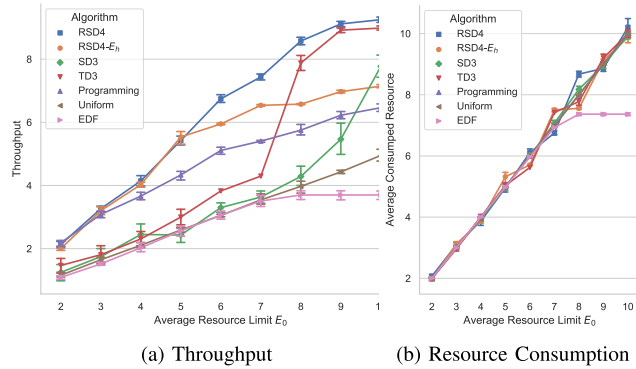 Algorithm
RSD4
RSD4-E_h
SD3
TD3
Programming
Uniform
EDF
Throughput
8
6
4
2
2 3 4 5 6 7 8 9 1
Average Resource Limit E_0
(a) Throughput
Algorithm
RSD4
RSD4-E_h
SD3
TD3
Programming
Uniform
EDF
Average Consumped Resource
10
8
6
4
2
2 3 4 5 6 7 8 9 10
Average Resource Limit E_0
(b) Resource Consumption